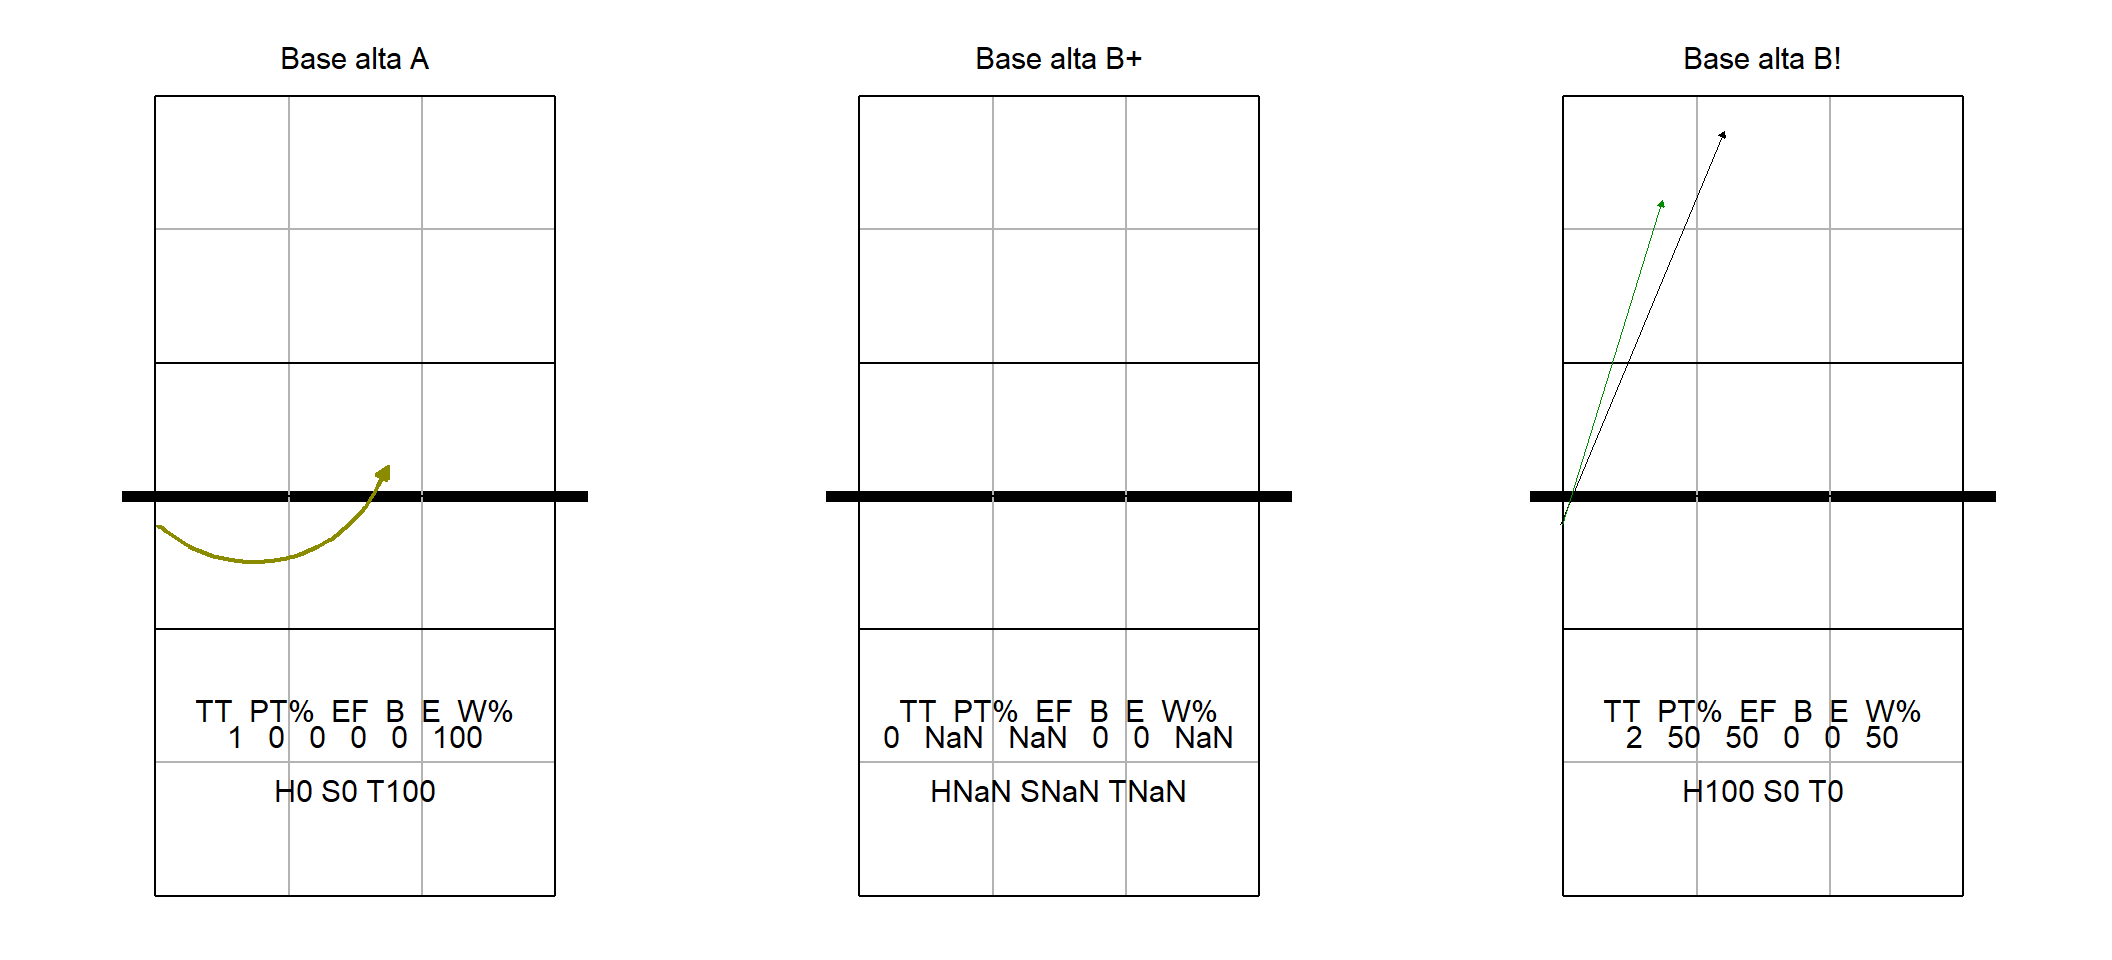 Base alta A
TT PT% EF B E W%
1 0 0 0 0 100
H0 S0 T100
Base alta B+
TT PT% EF B E W%
0 NaN NaN 0 0 NaN
HNaN SNaN TNaN
Base alta B!
TT PT% EF B E W%
2 50 50 0 0 50
H100 S0 T0